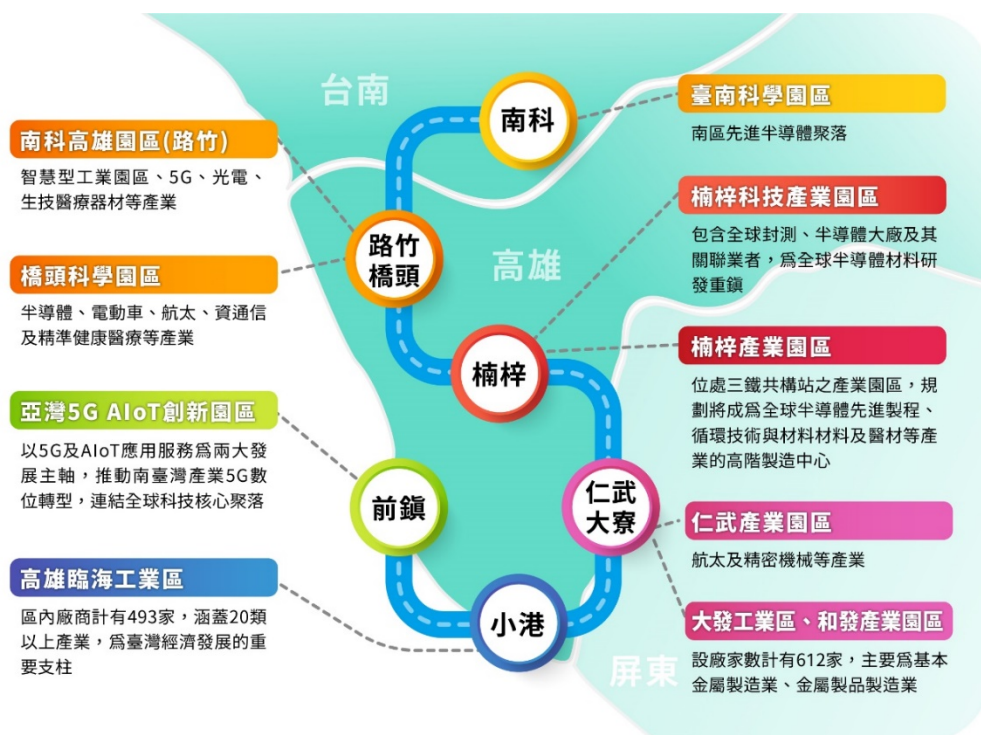 台南
南科
臺南科學園區
南區先進半導體聚落
南科高雄園區(路竹)
智慧型工業園區、5G、光電、
生技醫療器材等產業
楠梓科技產業園區
包含全球封測、半導體大廠及其
關聯業者，爲全球半導體材料研
發重鎮
路竹
橋頭
高雄
橋頭科學園區
半導體、電動車、航太、資通信
及精準健康醫療等產業
楠梓
楠梓產業園區
位處三鐵共構站之產業園區，規
劃將成爲全球半導體先進製程、
循環技術與材料材料及醫材等產
業的高階製造中心
亞灣5G AIoT創新園區
以5G及AIoT應用服務爲兩大發
展主軸，推動南臺灣產業5G數
位轉型，連結全球科技核心聚落
前鎮
仁武
大寮
仁武產業園區
航太及精密機械等產業
高雄臨海工業區
區內廠商計有493家，涵蓋20類
以上產業，爲臺灣經濟發展的重
要支柱
小港
屏東
大發工業區、和發產業園區
設廠家數計有612家，主要爲基本
金屬製造業、金屬製品製造業